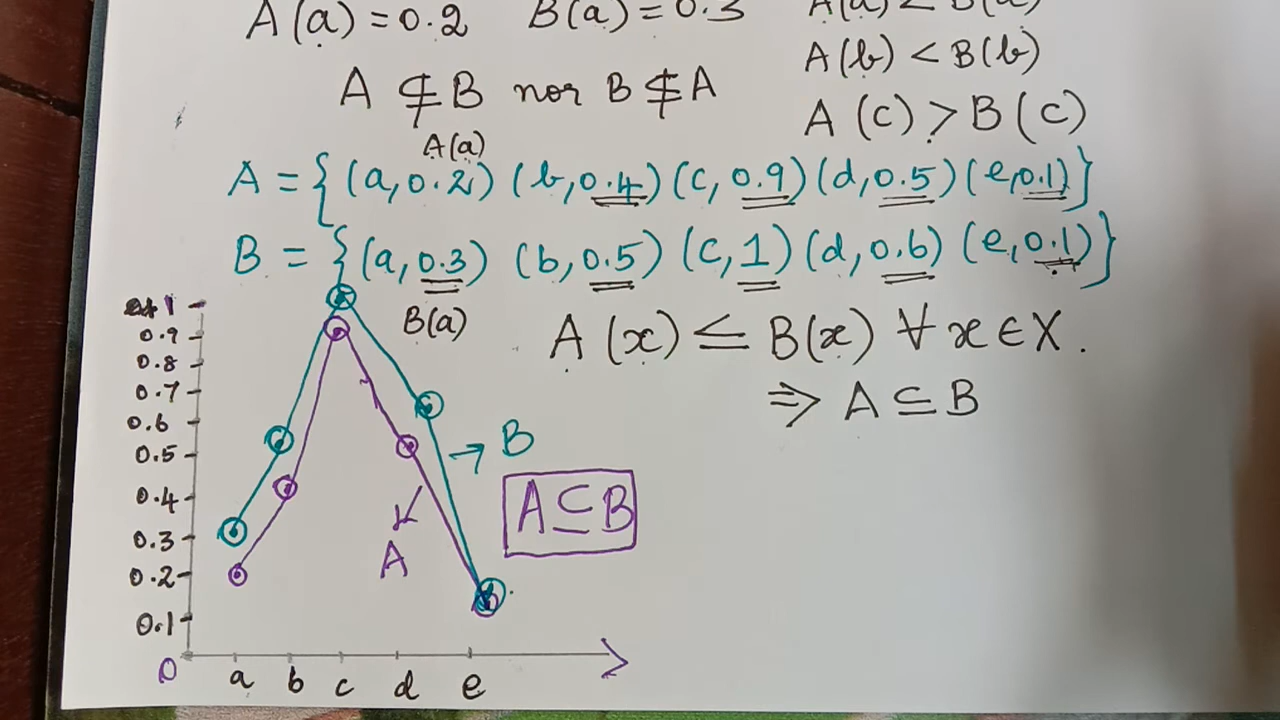 A(a) = 0.2 B(a) = 0.3 A(a) < B(a)
A(b) < B(b)
A ⊈ B nor B ⊈ A
A(c) > B(c)
A(a)
A = {(a,0.2) (b,0.4) (c,0.9) (d,0.5) (e,0.1)}
B = {(a,0.3) (b,0.5) (c,1) (d,0.6) (e,0.1)}
B(a)
A(x) ≤ B(x) ∀ x ∈ X.
⇒ A ⊆ B
1
0.9
0.8
0.7
0.6
0.5
0.4
0.3
0.2
0.1
0
→ B
A
A ⊆ B
a b c d e